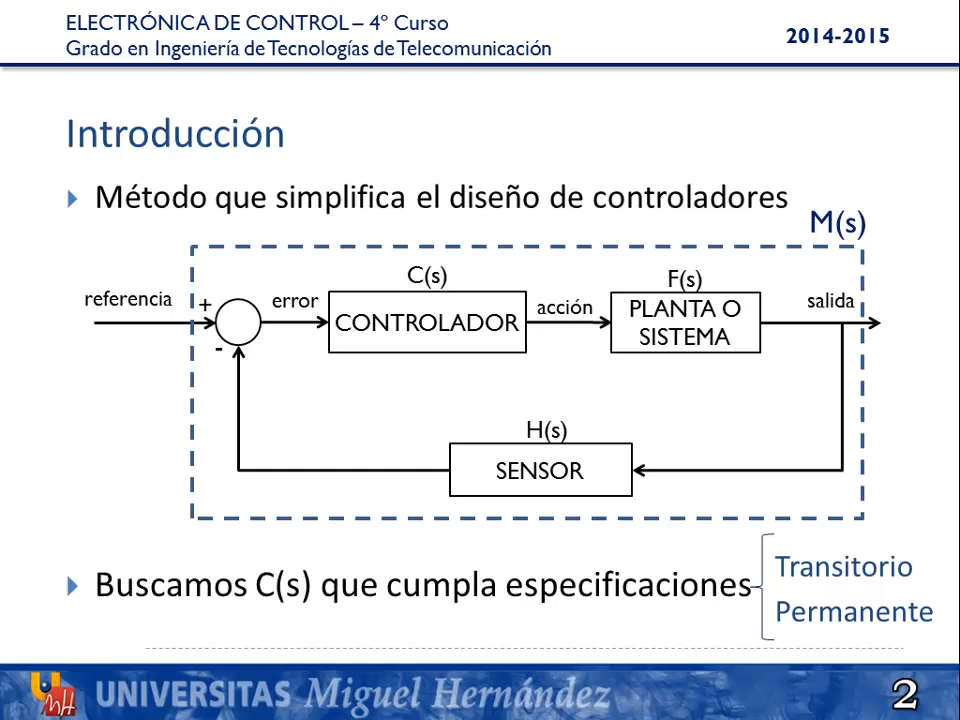 ELECTRÓNICA DE CONTROL – 4º Curso
Grado en Ingeniería de Tecnologías de Telecomunicación
2014-2015
Introducción
Método que simplifica el diseño de controladores
M(s)
C(s)
F(s)
referencia
+
error
CONTROLADOR
acción
PLANTA O
SISTEMA
salida
-
H(s)
SENSOR
Buscamos C(s) que cumpla especificaciones
Transitorio
Permanente
UMH
UNIVERSITAS Miguel Hernández
2